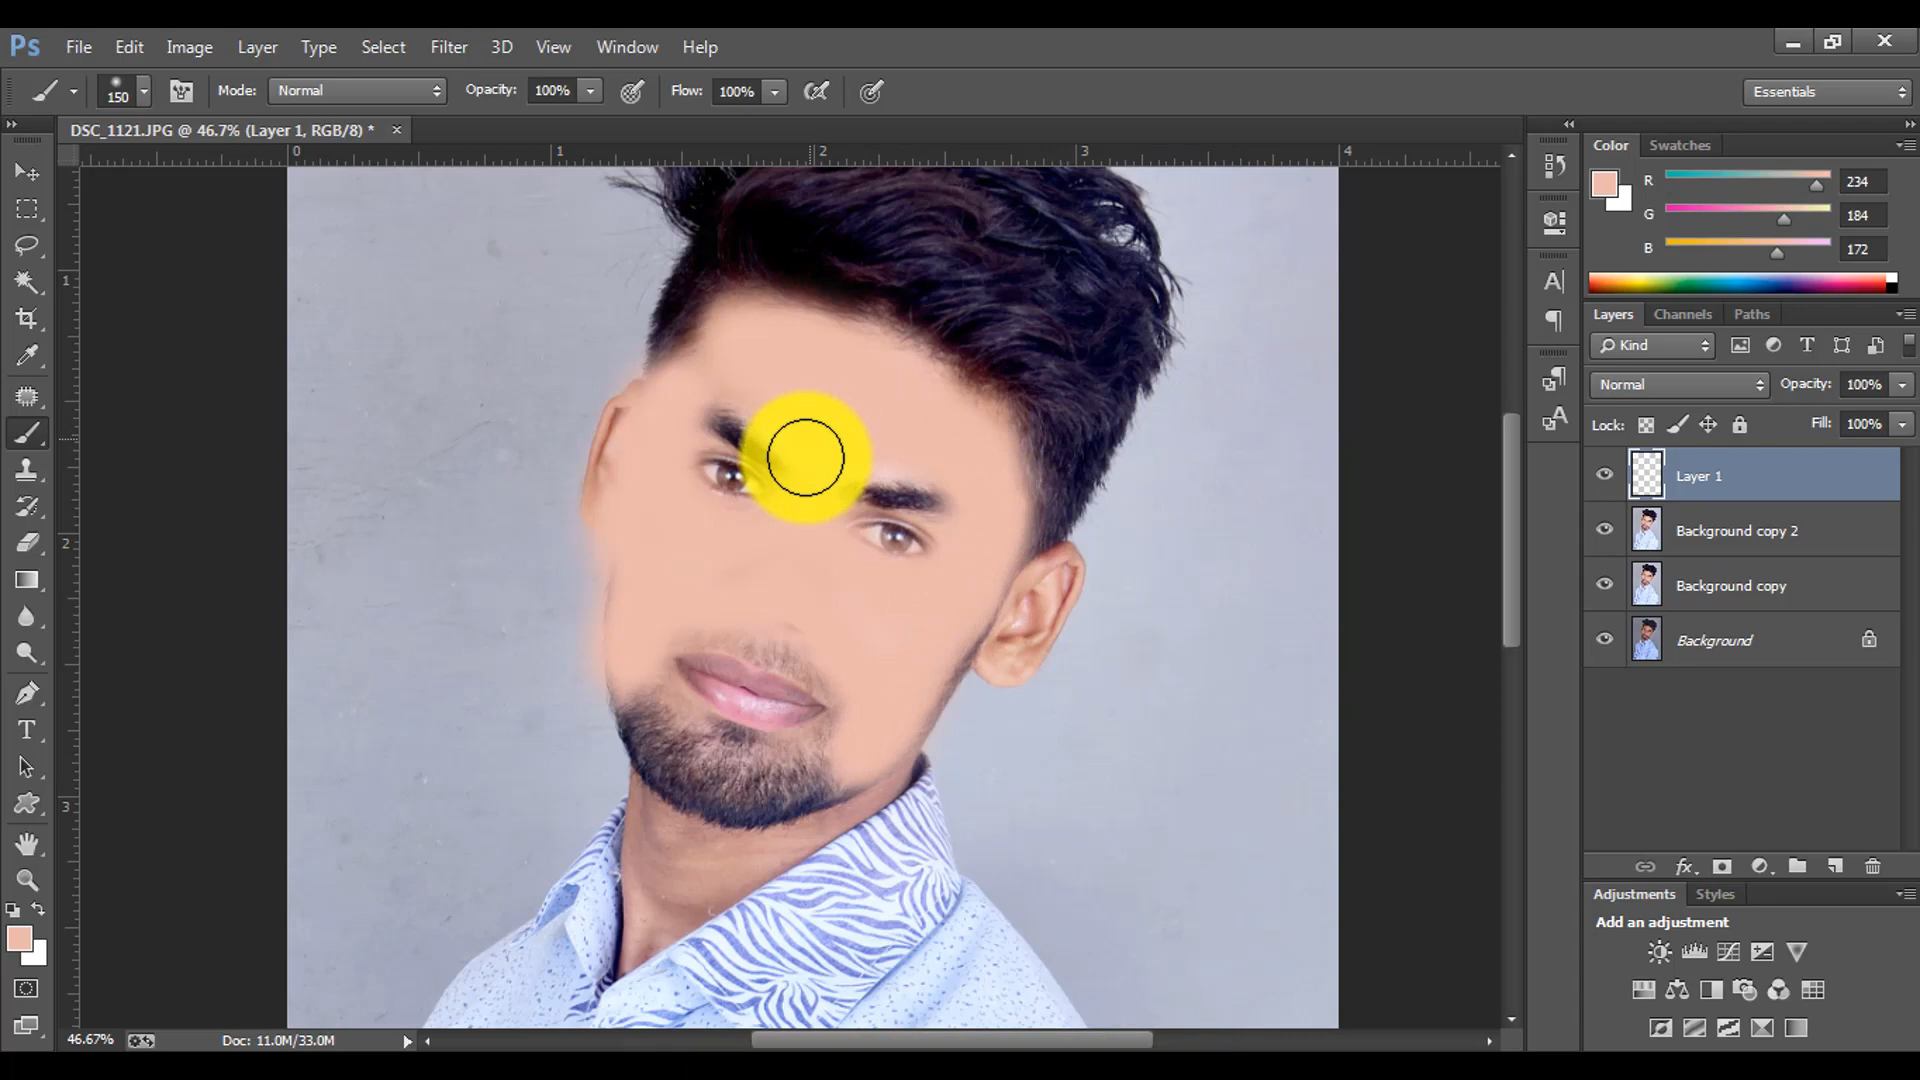 Ps File Edit Image Layer Type Select Filter 3D View Window Help
150 Mode: Normal Opacity: 100% Flow: 100% Essentials
DSC_1121.JPG @ 46.7% (Layer 1, RGB/8) * ×
0 1 2 3 4
1
2
3
Color Swatches
R 234
G 184
B 172
Layers Channels Paths
Kind
Normal Opacity: 100%
Lock: Fill: 100%
Layer 1
Background copy 2
Background copy
Background
fx
Adjustments Styles
Add an adjustment
46.67% Doc: 11.0M/33.0M